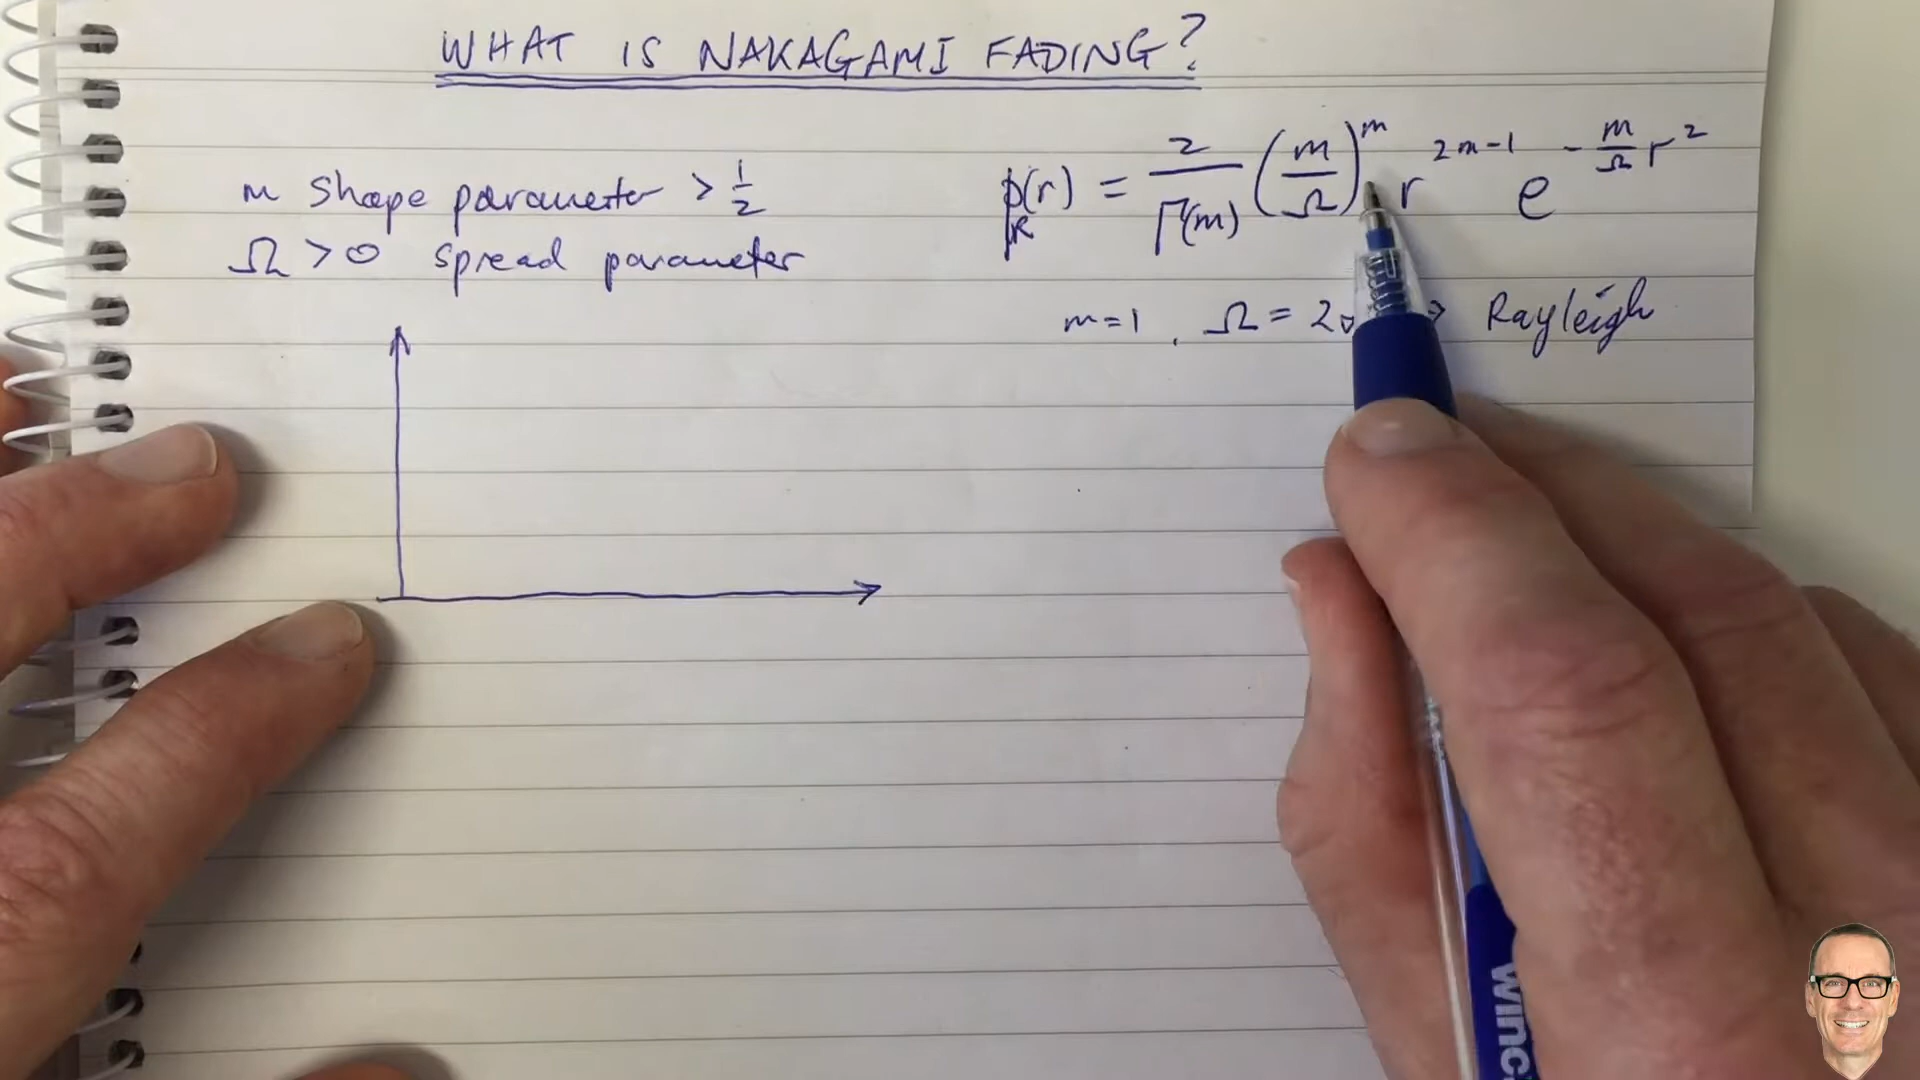 WHAT IS NAKAGAMI FADING?
m shape parameter > 1/2
Ω > 0 spread parameter
p_R(r) = 2/Γ(m) (m/Ω)^m r^{2m-1} e^{-m/Ω r^2}
m=1, Ω = 2 → Rayleigh